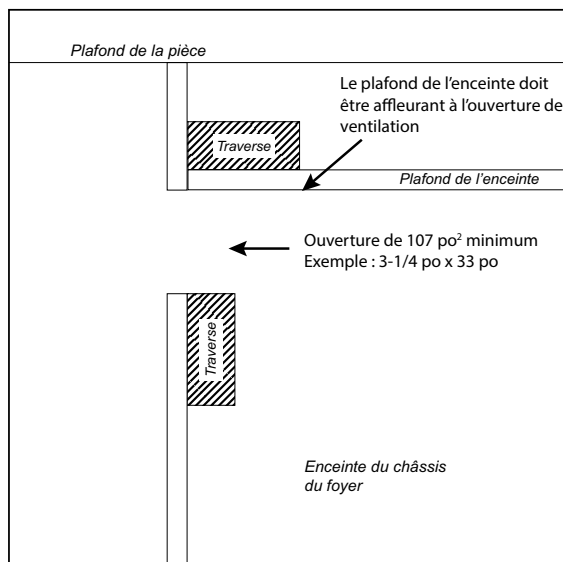 Plafond de la pièce
Le plafond de l'enceinte doit
être affleurant à l'ouverture de
ventilation
Traverse
Plafond de l'enceinte
Ouverture de 107 po² minimum
Exemple : 3-1/4 po x 33 po
Traverse
Enceinte du châssis
du foyer